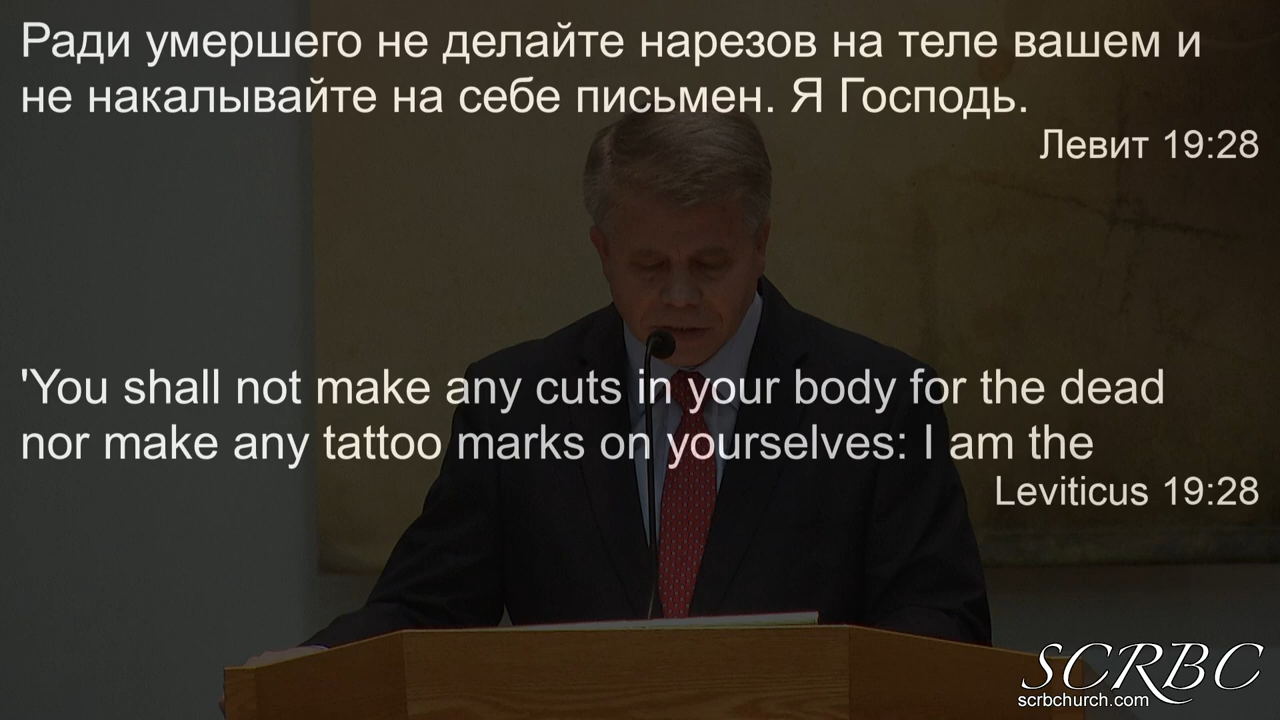 Ради умершего не делайте нарезов на теле вашем и
не накалывайте на себе письмен. Я Господь.
Левит 19:28
'You shall not make any cuts in your body for the dead
nor make any tattoo marks on yourselves: I am the
Leviticus 19:28
SCRBC
scrbchurch.com